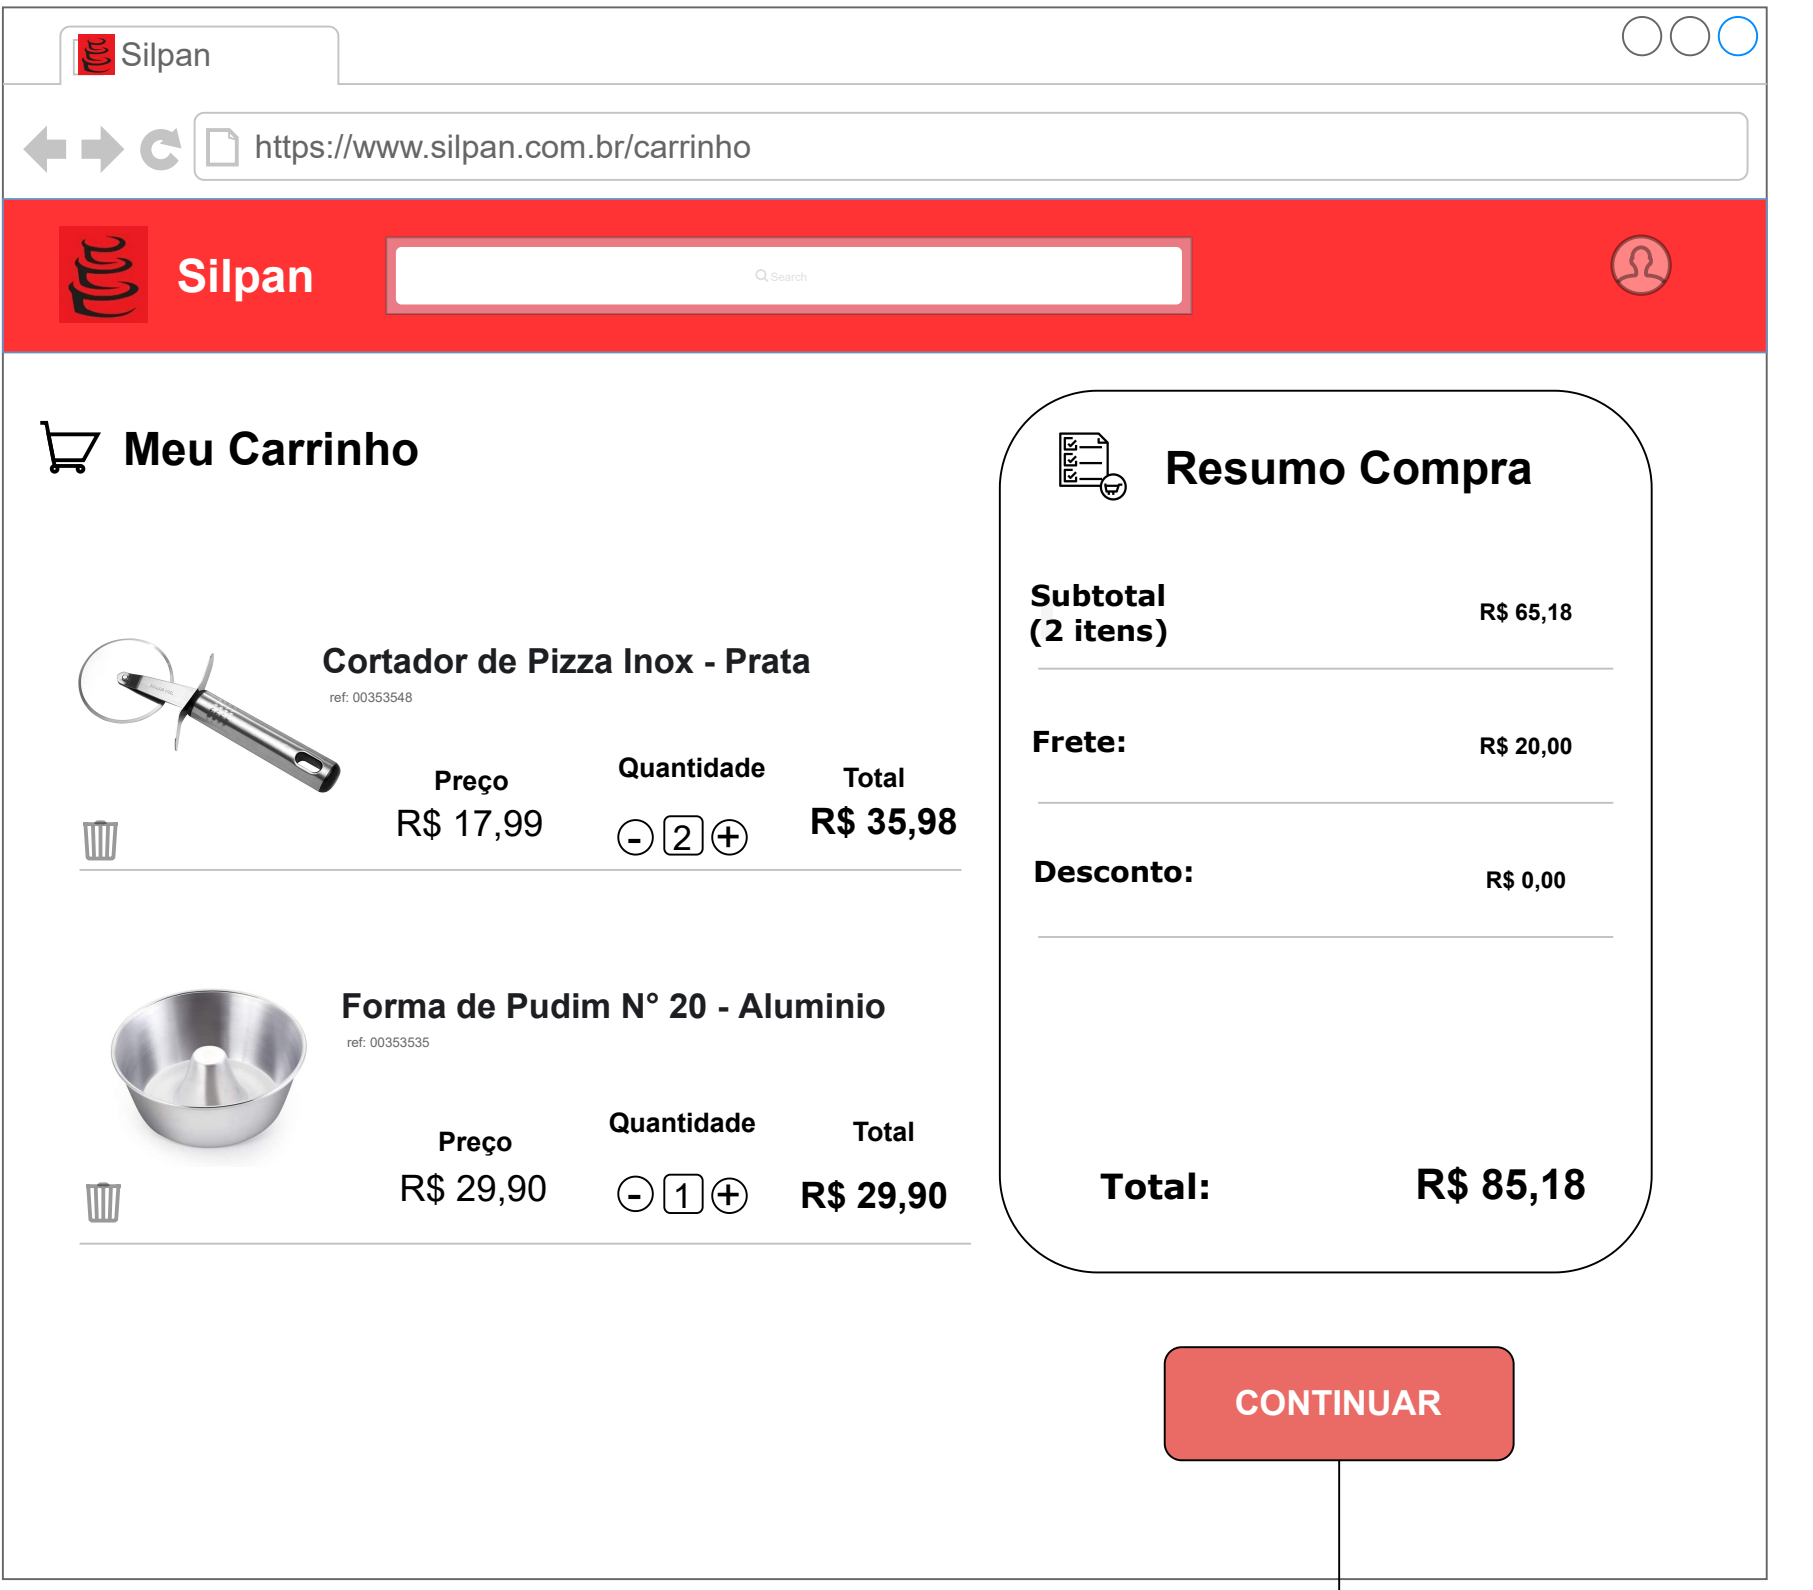 Silpan
https://www.silpan.com.br/carrinho
Silpan
Search
Meu Carrinho
Cortador de Pizza Inox - Prata
ref: 00353548
Preço
Quantidade
Total
R$ 17,99
- 2 +
R$ 35,98
Forma de Pudim N° 20 - Aluminio
ref: 00353535
Preço
Quantidade
Total
R$ 29,90
- 1 +
R$ 29,90
Resumo Compra
Subtotal
(2 itens)
R$ 65,18
Frete:
R$ 20,00
Desconto:
R$ 0,00
Total:
R$ 85,18
CONTINUAR